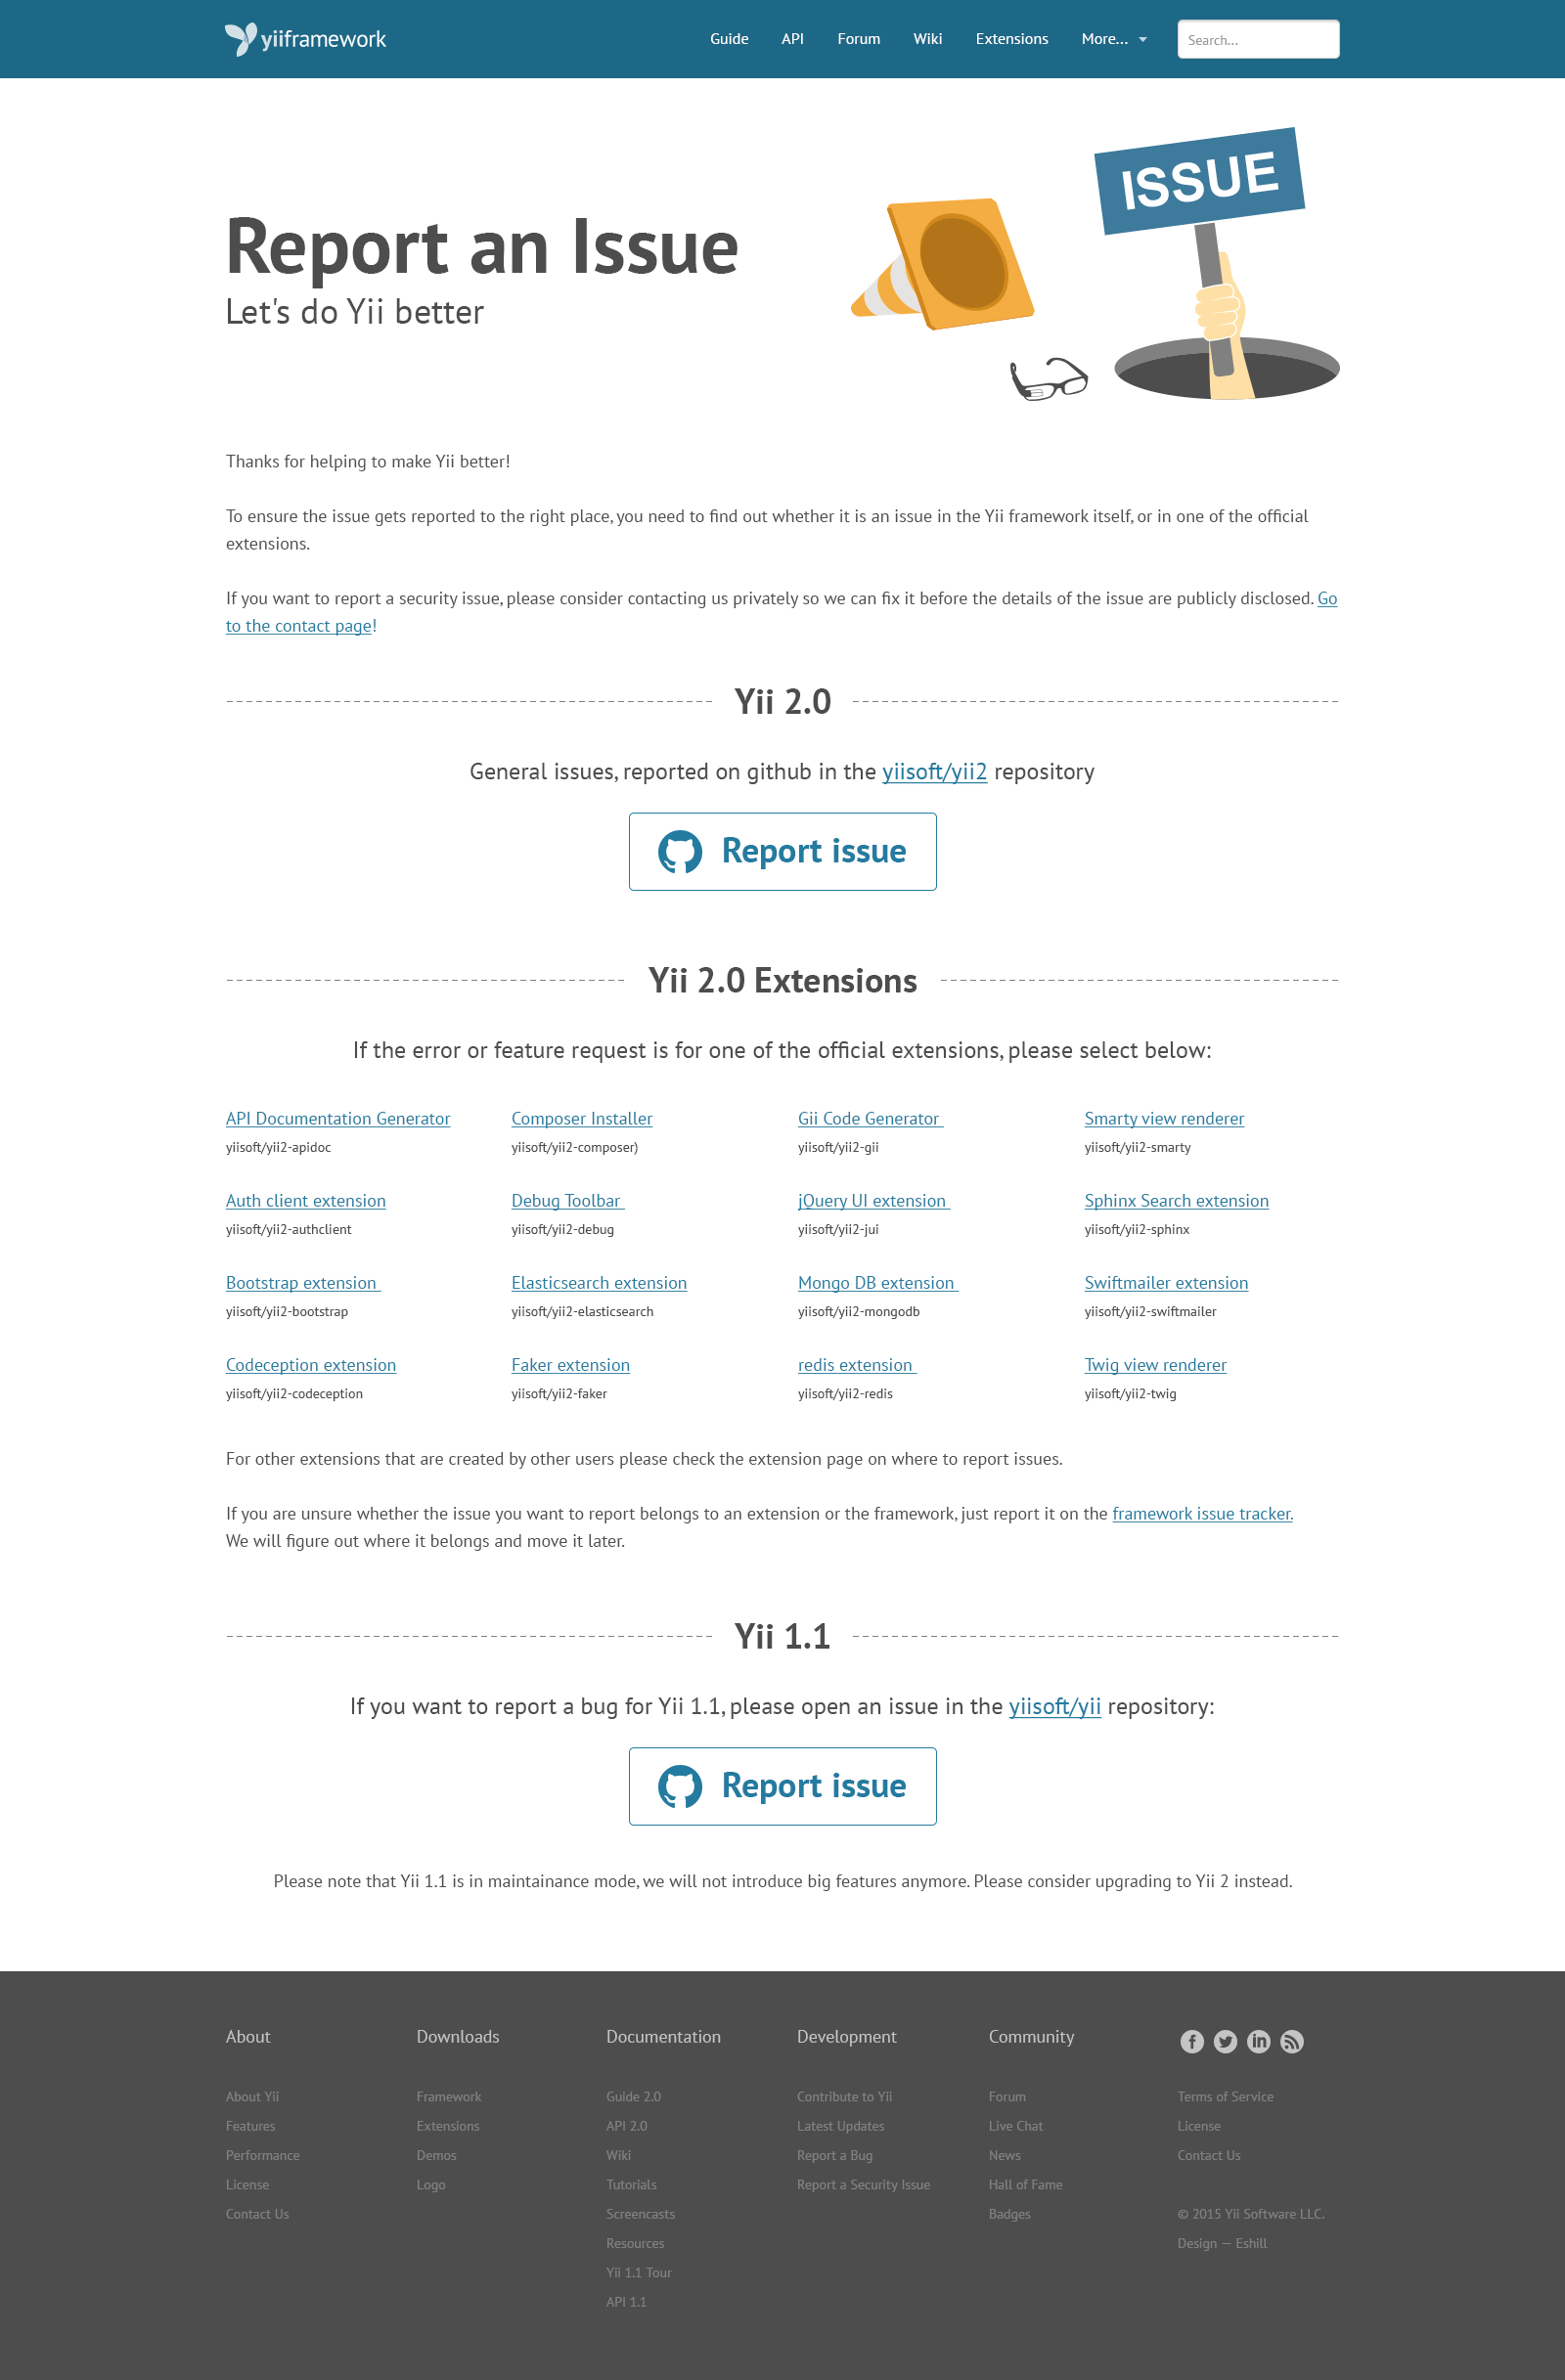 yiiframework
Guide API Forum Wiki Extensions More... Search...
ISSUE
Report an Issue
Let's do Yii better
Thanks for helping to make Yii better!
To ensure the issue gets reported to the right place, you need to find out whether it is an issue in the Yii framework itself, or in one of the official
extensions.
If you want to report a security issue, please consider contacting us privately so we can fix it before the details of the issue are publicly disclosed. Go
to the contact page!
Yii 2.0
General issues, reported on github in the yiisoft/yii2 repository
Report issue
Yii 2.0 Extensions
If the error or feature request is for one of the official extensions, please select below:
API Documentation Generator
yiisoft/yii2-apidoc
Auth client extension
yiisoft/yii2-authclient
Bootstrap extension
yiisoft/yii2-bootstrap
Codeception extension
yiisoft/yii2-codeception
Composer Installer
yiisoft/yii2-composer)
Debug Toolbar
yiisoft/yii2-debug
Elasticsearch extension
yiisoft/yii2-elasticsearch
Faker extension
yiisoft/yii2-faker
Gii Code Generator
yiisoft/yii2-gii
jQuery UI extension
yiisoft/yii2-jui
Mongo DB extension
yiisoft/yii2-mongodb
redis extension
yiisoft/yii2-redis
Smarty view renderer
yiisoft/yii2-smarty
Sphinx Search extension
yiisoft/yii2-sphinx
Swiftmailer extension
yiisoft/yii2-swiftmailer
Twig view renderer
yiisoft/yii2-twig
For other extensions that are created by other users please check the extension page on where to report issues.
If you are unsure whether the issue you want to report belongs to an extension or the framework, just report it on the framework issue tracker.
We will figure out where it belongs and move it later.
Yii 1.1
If you want to report a bug for Yii 1.1, please open an issue in the yiisoft/yii repository:
Report issue
Please note that Yii 1.1 is in maintainance mode, we will not introduce big features anymore. Please consider upgrading to Yii 2 instead.
About
About Yii
Features
Performance
License
Contact Us
Downloads
Framework
Extensions
Demos
Logo
Documentation
Guide 2.0
API 2.0
Wiki
Tutorials
Screencasts
Resources
Yii 1.1 Tour
API 1.1
Development
Contribute to Yii
Latest Updates
Report a Bug
Report a Security Issue
Community
Forum
Live Chat
News
Hall of Fame
Badges
Terms of Service
License
Contact Us
© 2015 Yii Software LLC.
Design — Eshill